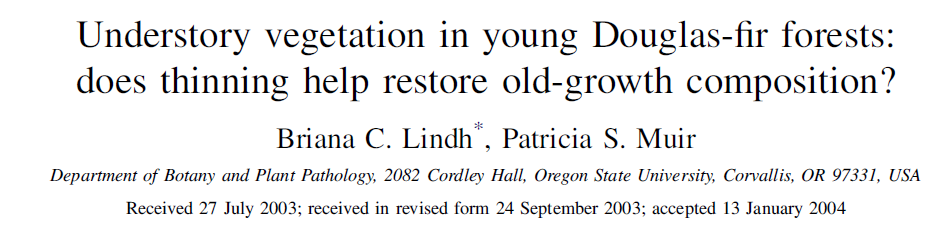 Understory vegetation in young Douglas-fir forests:
does thinning help restore old-growth composition?
Briana C. Lindh*, Patricia S. Muir
Department of Botany and Plant Pathology, 2082 Cordley Hall, Oregon State University, Corvallis, OR 97331, USA
Received 27 July 2003; received in revised form 24 September 2003; accepted 13 January 2004